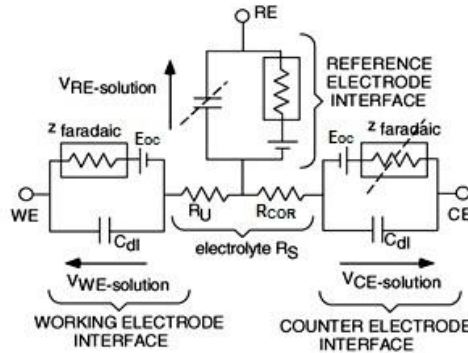 RE
REFERENCE
ELECTRODE
INTERFACE
VRE-solution
z faradaic
EOC
z faradaic
EOC
WE
RU
RCOR
CE
Cdl
electrolyte RS
Cdl
VWE-solution
VCE-solution
WORKING ELECTRODE
INTERFACE
COUNTER ELECTRODE
INTERFACE